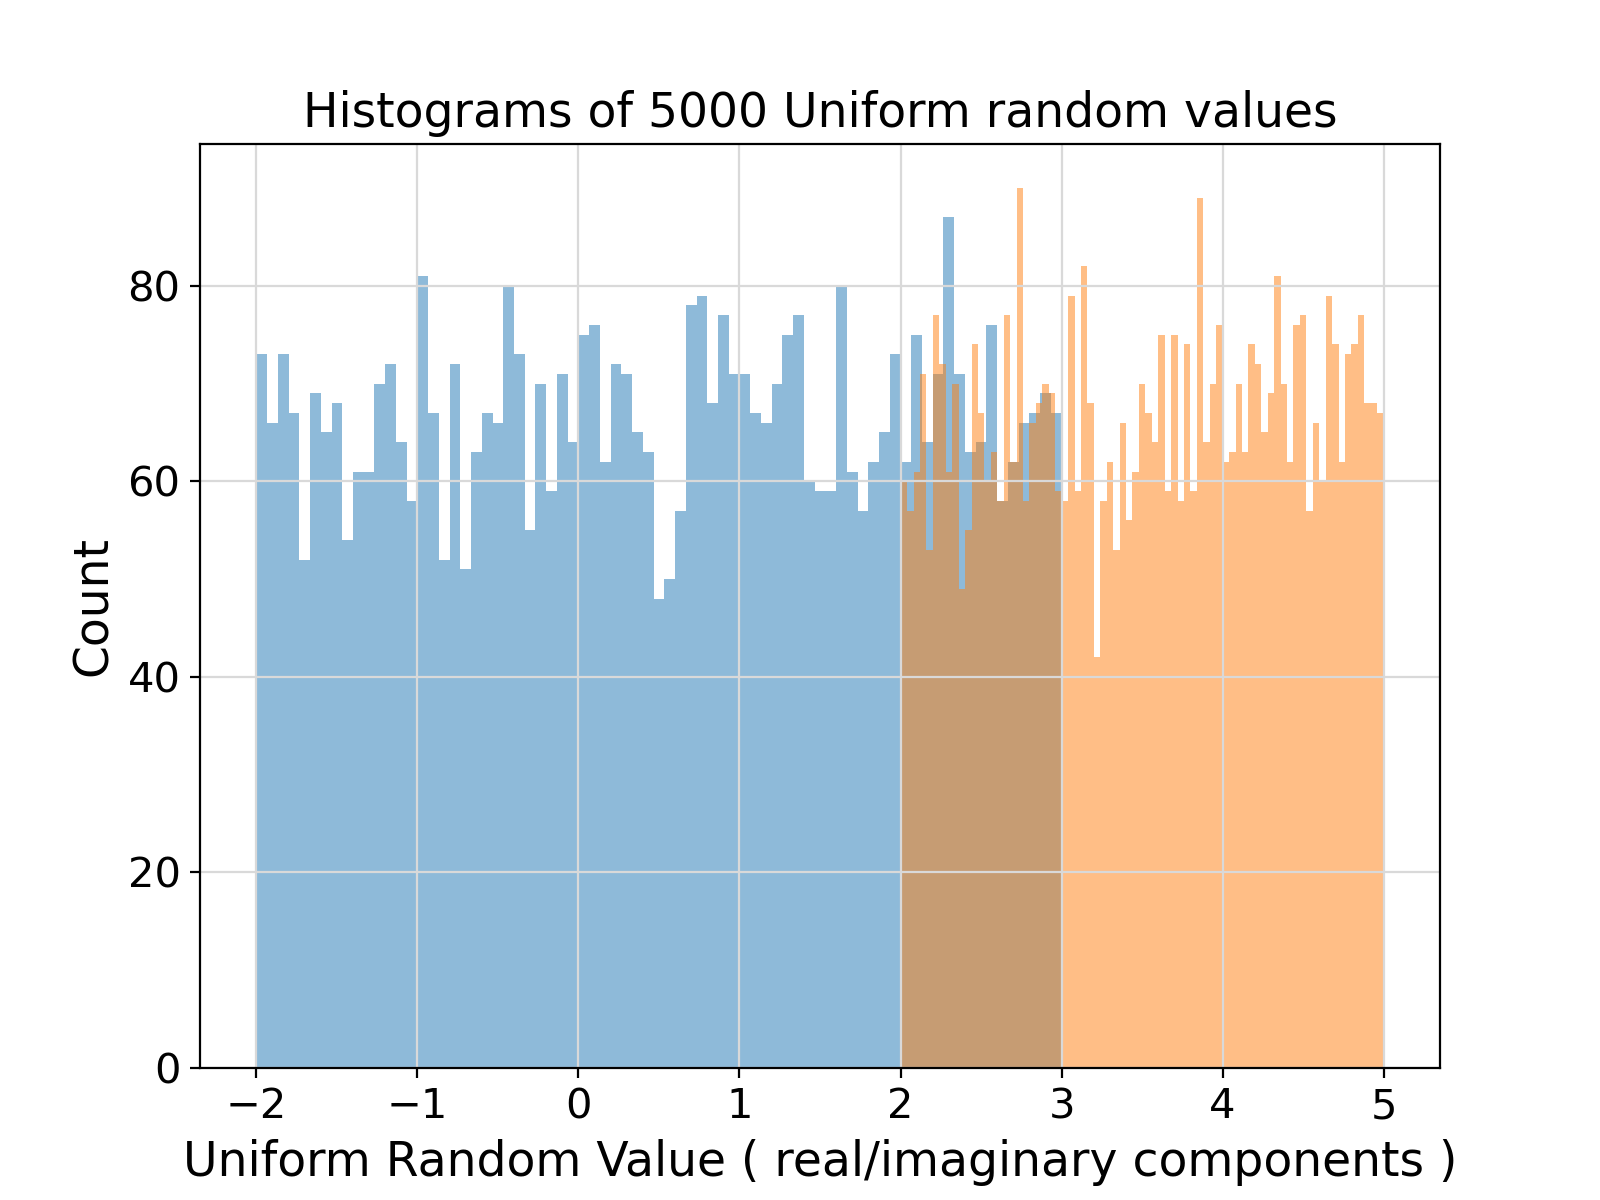 Histograms of 5000 Uniform random values
80
60
40
20
0
Count
−2 −1 0 1 2 3 4 5
Uniform Random Value ( real/imaginary components )